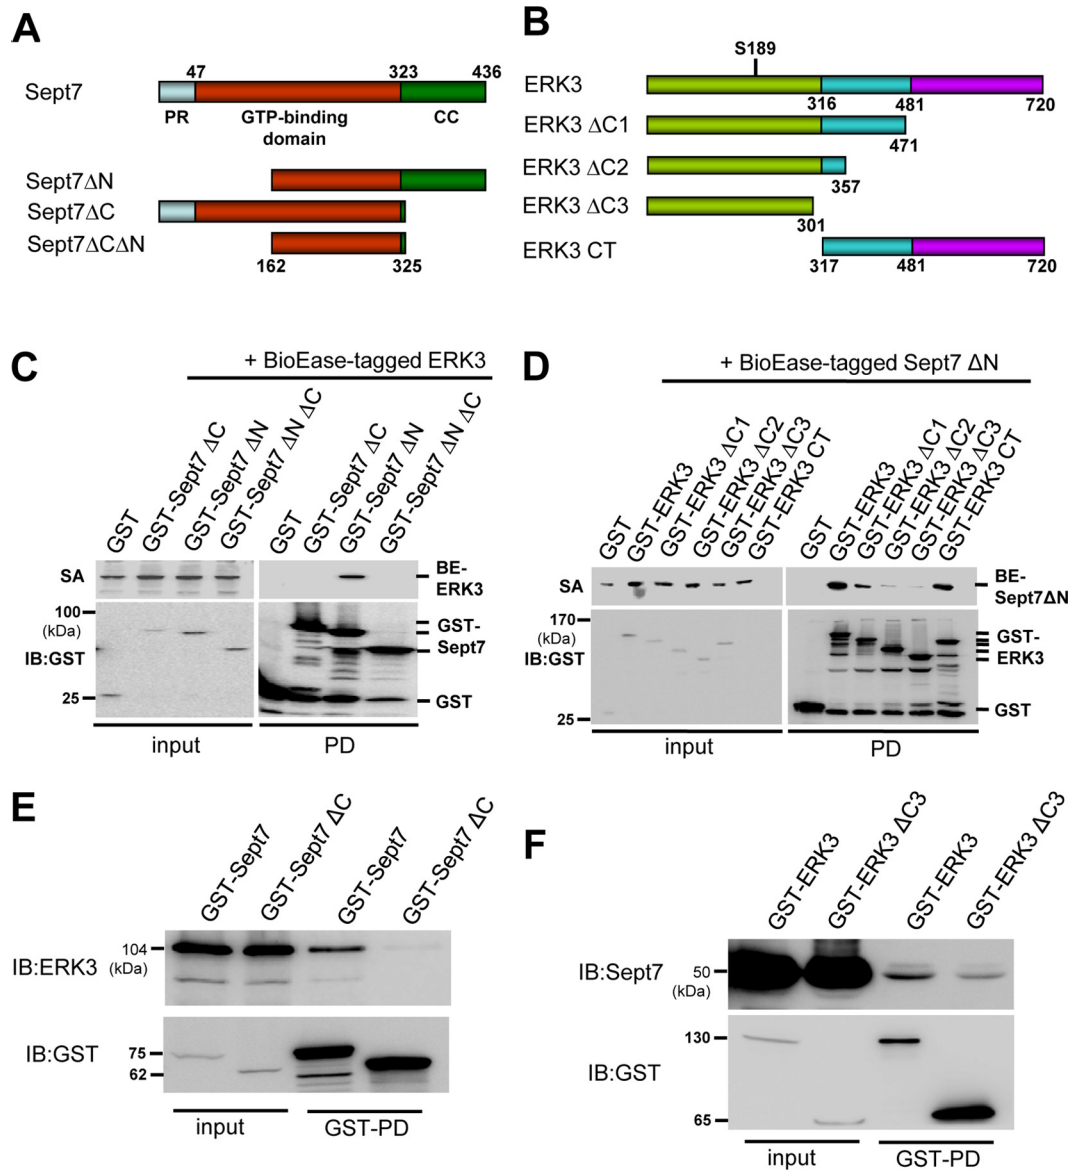 A
47
323
436
Sept7
PR
GTP-binding
domain
CC
Sept7ΔN
Sept7ΔC
Sept7ΔCΔN
162
325
B
S189
ERK3
316
481
720
ERK3 ΔC1
471
ERK3 ΔC2
357
ERK3 ΔC3
301
ERK3 CT
317
481
720
C
+ BioEase-tagged ERK3
GST
GST-Sept7 ΔC
GST-Sept7 ΔN
GST-Sept7 ΔN ΔC
GST
GST-Sept7 ΔC
GST-Sept7 ΔN
GST-Sept7 ΔN ΔC
SA
BE-
ERK3
100
(kDa)
IB:GST
25
GST-
Sept7
GST
input
PD
D
+ BioEase-tagged Sept7 ΔN
GST
GST-ERK3
GST-ERK3 ΔC1
GST-ERK3 ΔC2
GST-ERK3 ΔC3
GST-ERK3 CT
GST
GST-ERK3
GST-ERK3 ΔC1
GST-ERK3 ΔC2
GST-ERK3 ΔC3
GST-ERK3 CT
SA
BE-
Sept7ΔN
170
(kDa)
IB:GST
25
GST-
ERK3
GST
input
PD
E
GST-Sept7
GST-Sept7 ΔC
GST-Sept7
GST-Sept7 ΔC
IB:ERK3
104
(kDa)
IB:GST
75
62
input
GST-PD
F
GST-ERK3
GST-ERK3 ΔC3
GST-ERK3
GST-ERK3 ΔC3
IB:Sept7
50
(kDa)
IB:GST
130
65
input
GST-PD